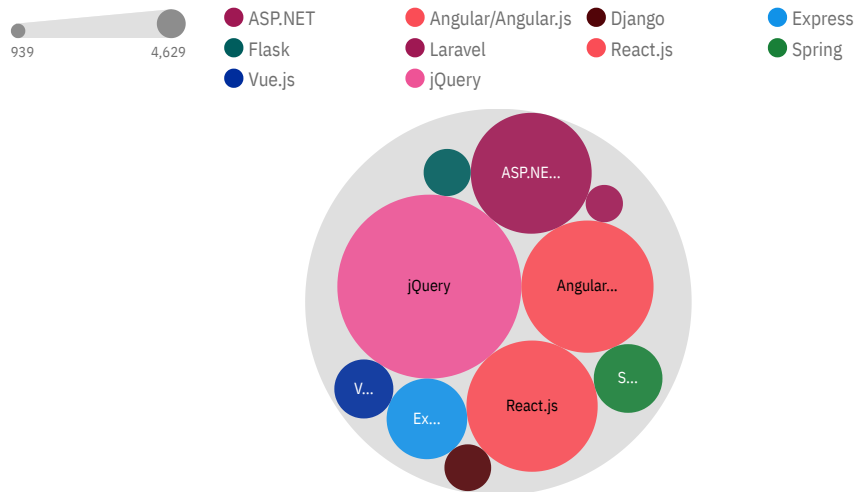 ASP.NET Angular/Angular.js Django Express
939 4,629 Flask Laravel React.js Spring
Vue.js jQuery
ASP.NE...
jQuery Angular...
S...
V... React.js
Ex...